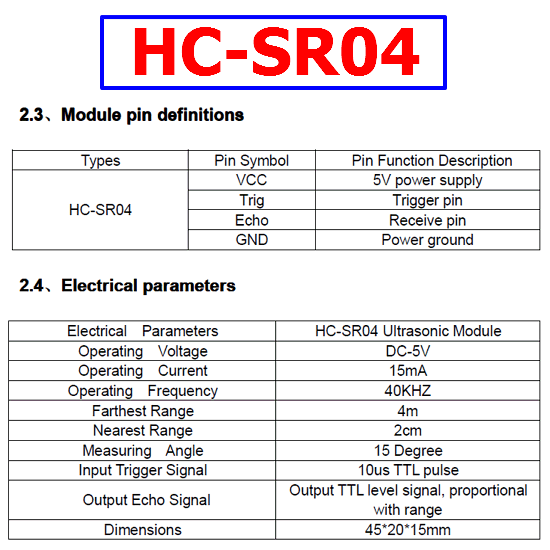 HC-SR04
2.3、Module pin definitions
Types Pin Symbol Pin Function Description
HC-SR04
VCC 5V power supply
Trig Trigger pin
Echo Receive pin
GND Power ground
2.4、Electrical parameters
Electrical Parameters HC-SR04 Ultrasonic Module
Operating Voltage DC-5V
Operating Current 15mA
Operating Frequency 40KHZ
Farthest Range 4m
Nearest Range 2cm
Measuring Angle 15 Degree
Input Trigger Signal 10us TTL pulse
Output Echo Signal Output TTL level signal, proportional
with range
Dimensions 45*20*15mm